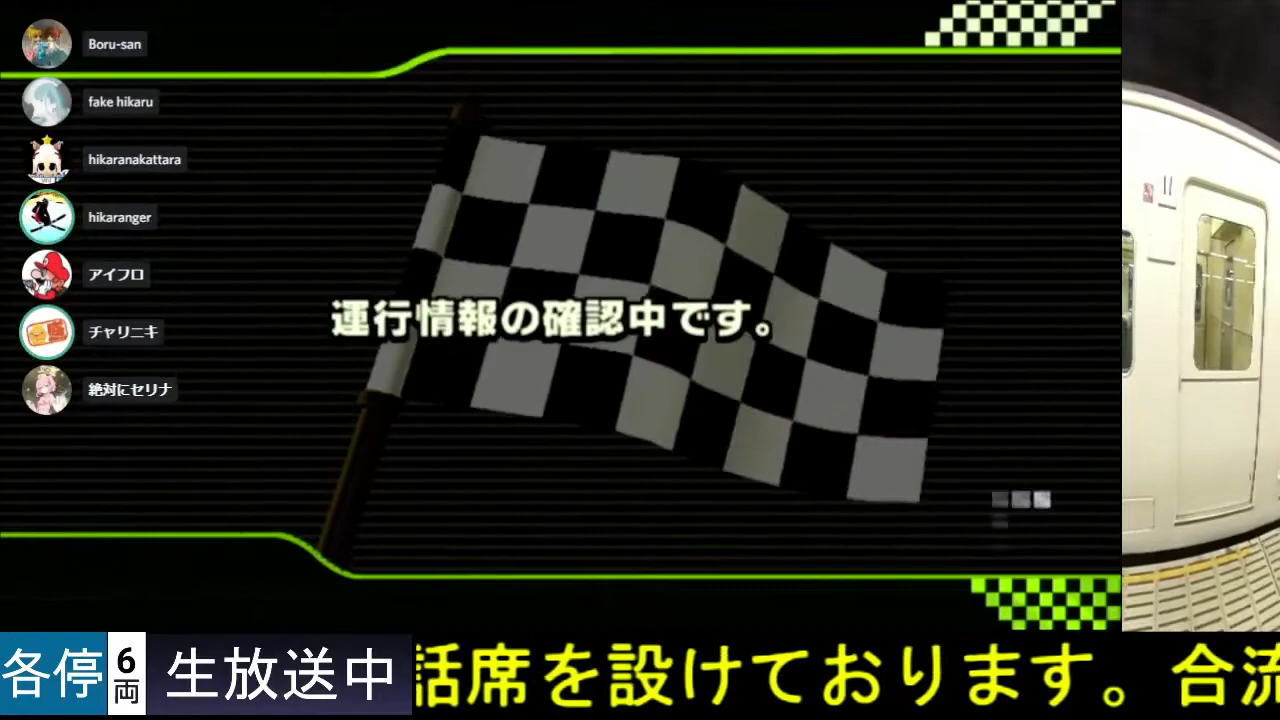 Boru-san
fake hikaru
hikaranakattara
hikaranger
アイフロ
チャリニキ
絶対にセリナ
運行情報の確認中です。
各停
6両
生放送中
話席を設けております。合流